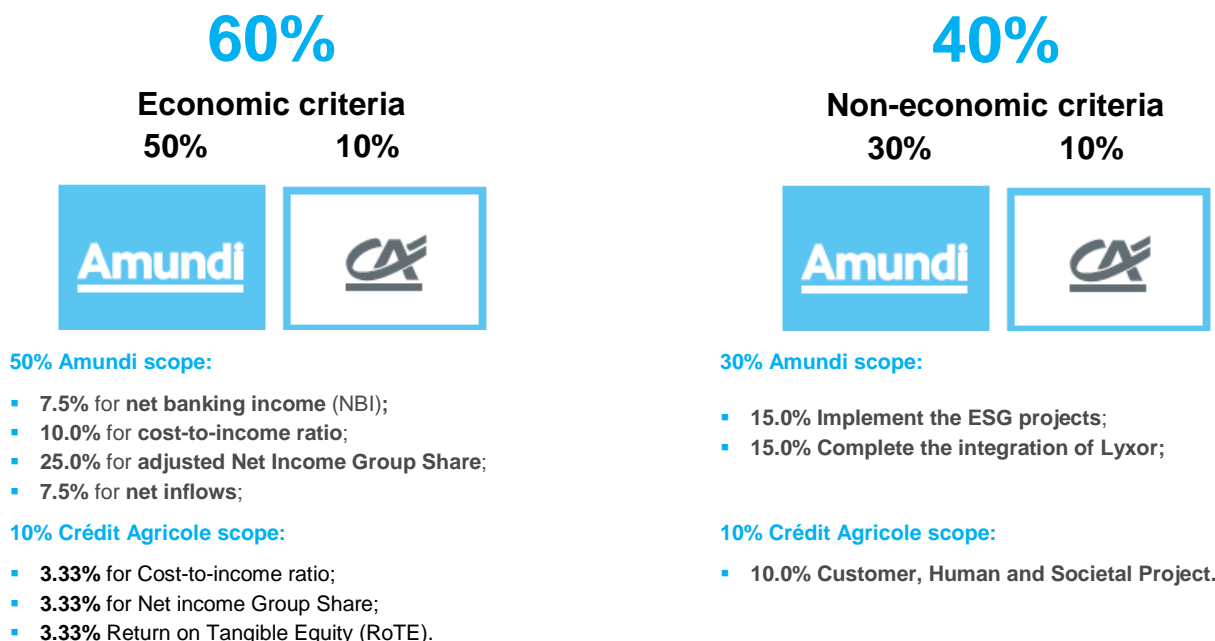 60%
Economic criteria
50% 10%
Amundi
CA
50% Amundi scope:
▪ 7.5% for net banking income (NBI);
▪ 10.0% for cost-to-income ratio;
▪ 25.0% for adjusted Net Income Group Share;
▪ 7.5% for net inflows;
10% Crédit Agricole scope:
▪ 3.33% for Cost-to-income ratio;
▪ 3.33% for Net income Group Share;
▪ 3.33% Return on Tangible Equity (RoTE).
40%
Non-economic criteria
30% 10%
Amundi
CA
30% Amundi scope:
▪ 15.0% Implement the ESG projects;
▪ 15.0% Complete the integration of Lyxor;
10% Crédit Agricole scope:
▪ 10.0% Customer, Human and Societal Project.